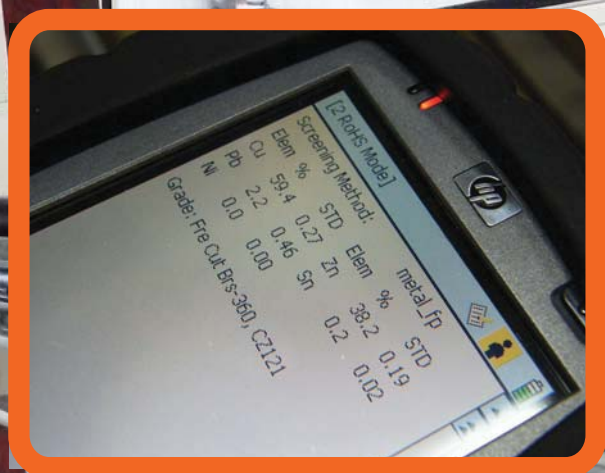 [2 RoHS Mode]
Screening Method: metal_fp
Elem % STD Elem % STD
Cu 59.4 0.27 Zn 38.2 0.19
Pb 2.2 0.46 Sn 0.2 0.02
Ni 0.0 0.00
Grade: Fre Cut Brs-360, CZ121
hp